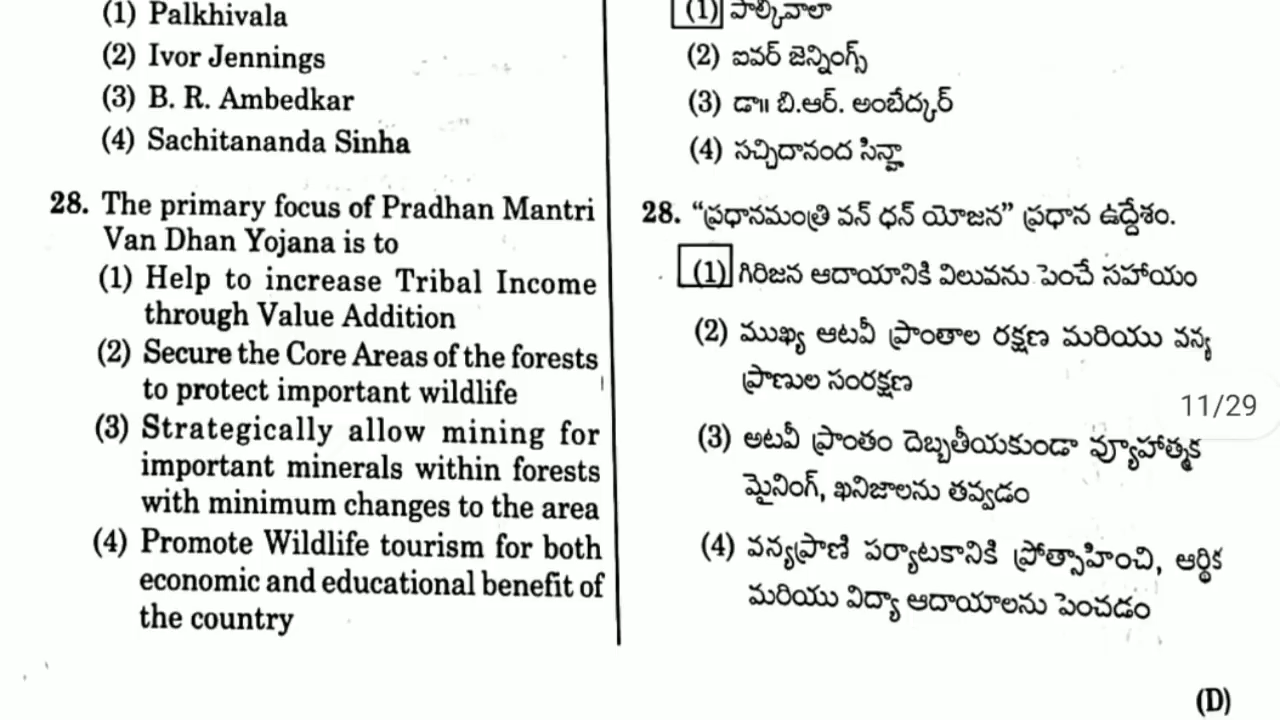 (1) Palkhivala
(2) Ivor Jennings
(3) B. R. Ambedkar
(4) Sachitananda Sinha
28. The primary focus of Pradhan Mantri
Van Dhan Yojana is to
(1) Help to increase Tribal Income
through Value Addition
(2) Secure the Core Areas of the forests
to protect important wildlife
(3) Strategically allow mining for
important minerals within forests
with minimum changes to the area
(4) Promote Wildlife tourism for both
economic and educational benefit of
the country
(1) పాల్కివాలా
(2) ఐవర్ జెన్నింగ్స్
(3) డా॥ బి.ఆర్. అంబేద్కర్
(4) సచ్చిదానంద సిన్హా
28. “ప్రధానమంత్రి వన్ ధన్ యోజన” ప్రధాన ఉద్దేశం.
(1) గిరిజన ఆదాయానికి విలువను పెంచే సహాయం
(2) ముఖ్య ఆటవీ ప్రాంతాల రక్షణ మరియు వన్య
ప్రాణుల సంరక్షణ
(3) అటవీ ప్రాంతం దెబ్బతీయకుండా వ్యూహాత్మక
మైనింగ్, ఖనిజాలను తవ్వడం
(4) వన్యప్రాణి పర్యాటకానికి ప్రోత్సాహించి, ఆర్థిక
మరియు విద్యా ఆదాయాలను పెంచడం
11/29
(D)